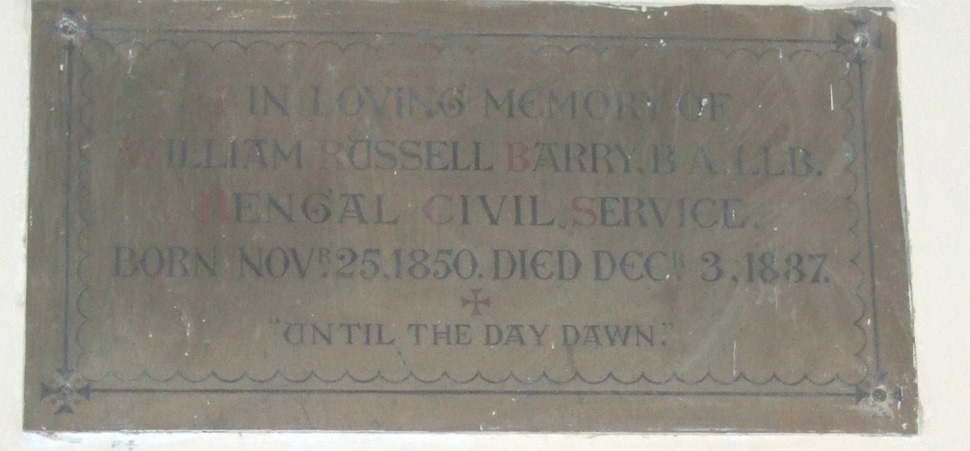 IN LOVING MEMORY OF
WILLIAM RUSSELL BARRY, B A. LLB.
BENGAL CIVIL SERVICE.
BORN NOVR. 25. 1850. DIED DECR 3, 1887.
"UNTIL THE DAY DAWN."